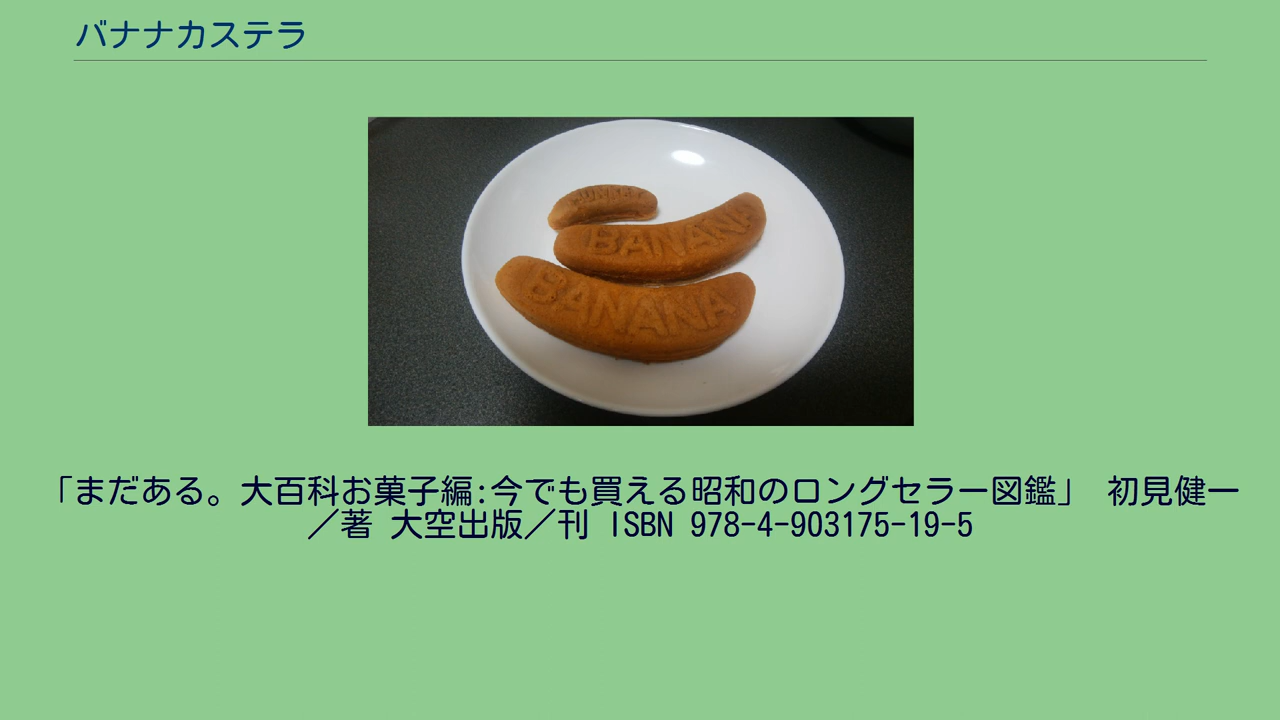 バナナカステラ
BANANA
BANANA
「まだある。大百科お菓子編:今でも買える昭和のロングセラー図鑑」 初見健一
／著 大空出版／刊 ISBN 978-4-903175-19-5